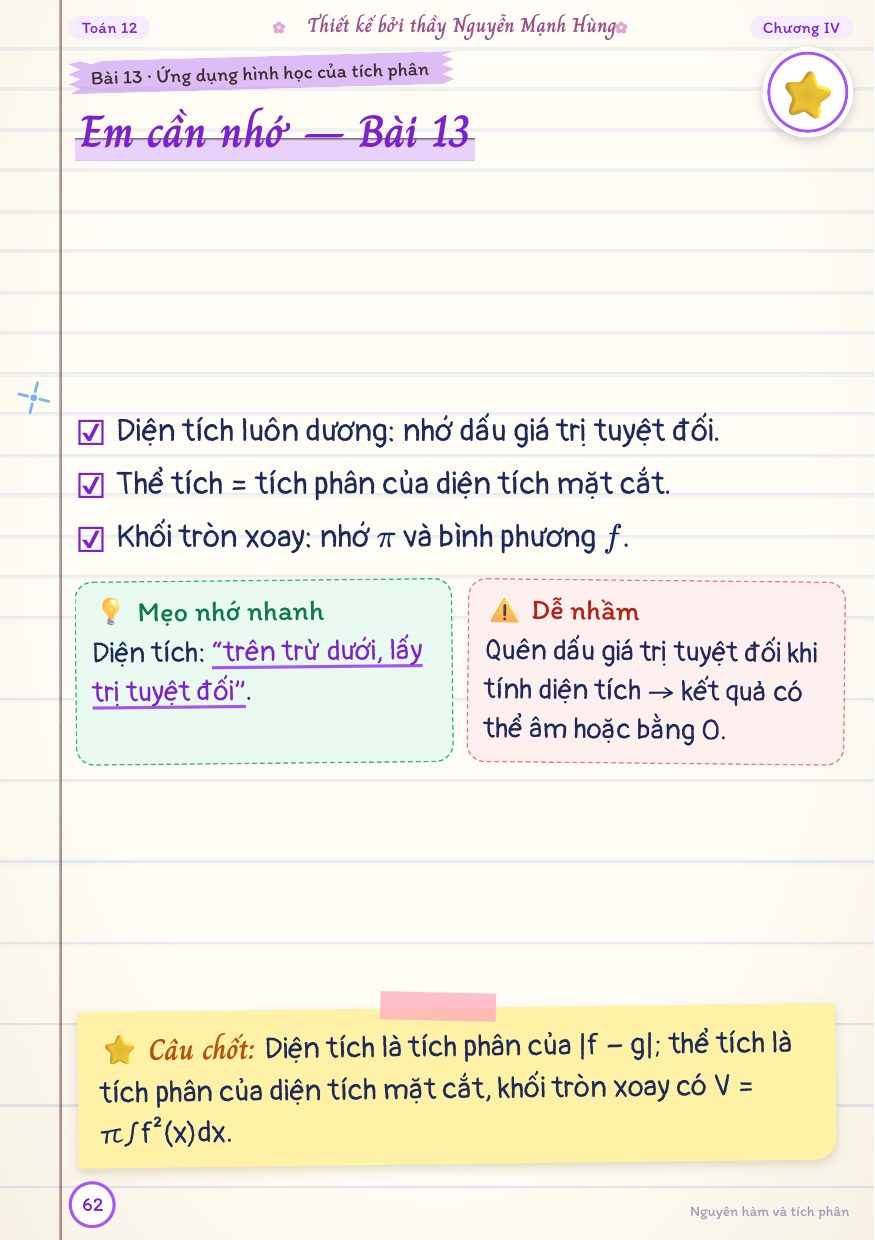 Toán 12
Thiết kế bởi thầy Nguyễn Mạnh Hùng
Chương IV
Bài 13 · Ứng dụng hình học của tích phân
Em cần nhớ — Bài 13
Diện tích luôn dương: nhớ dấu giá trị tuyệt đối.
Thể tích = tích phân của diện tích mặt cắt.
Khối tròn xoay: nhớ π và bình phương f.
Mẹo nhớ nhanh
Diện tích: “trên trừ dưới, lấy
trị tuyệt đối”.
Dễ nhầm
Quên dấu giá trị tuyệt đối khi
tính diện tích → kết quả có
thể âm hoặc bằng 0.
Câu chốt: Diện tích là tích phân của |f − g|; thể tích là
tích phân của diện tích mặt cắt, khối tròn xoay có V =
π∫f²(x)dx.
62
Nguyên hàm và tích phân